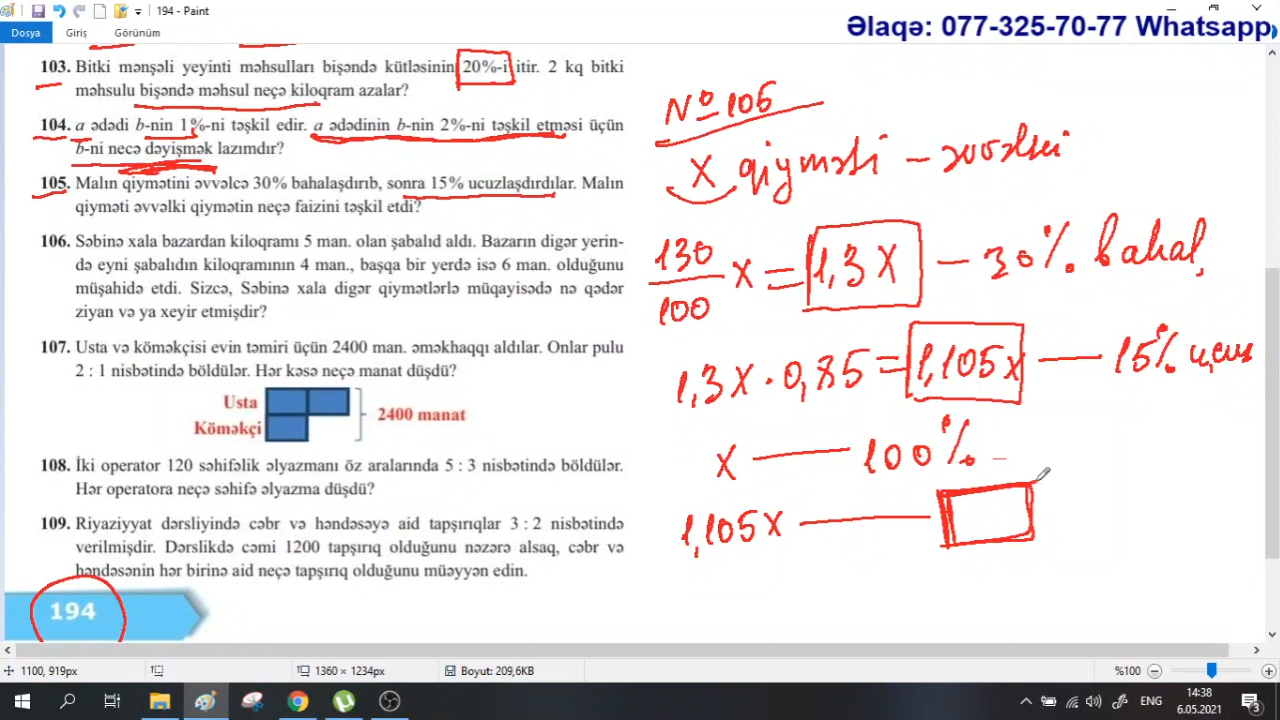 194 - Paint
Əlaqə: 077-325-70-77 Whatsapp
Dosya Giriş Görünüm
103. Bitki mənşəli yeyinti məhsulları bişəndə kütləsinin 20%-i itir. 2 kq bitki
məhsulu bişəndə məhsul neçə kiloqram azalar?
104. a ədədi b-nin 1%-ni təşkil edir. a ədədinin b-nin 2%-ni təşkil etməsi üçün
b-ni necə dəyişmək lazımdır?
105. Malın qiymətini əvvəlcə 30% bahalaşdırıb, sonra 15% ucuzlaşdırdılar. Malın
qiyməti əvvəlki qiymətin neçə faizini təşkil etdi?
106. Səbinə xala bazardan kiloqramı 5 man. olan şabalıd aldı. Bazarın digər yerin-
də eyni şabalıdın kiloqramının 4 man., başqa bir yerdə isə 6 man. olduğunu
müşahidə etdi. Sizcə, Səbinə xala digər qiymətlərlə müqayisədə nə qədər
ziyan və ya xeyir etmişdir?
107. Usta və köməkçisi evin təmiri üçün 2400 man. əməkhaqqı aldılar. Onlar pulu
2 : 1 nisbətində böldülər. Hər kəsə neçə manat düşdü?
Usta
Köməkçi
2400 manat
108. İki operator 120 səhifəlik əlyazmanı öz aralarında 5 : 3 nisbətində böldülər.
Hər operatora neçə səhifə əlyazma düşdü?
109. Riyaziyyat dərsliyində cəbr və həndəsəyə aid tapşırıqlar 3 : 2 nisbətində
verilmişdir. Dərslikdə cəmi 1200 tapşırıq olduğunu nəzərə alsaq, cəbr və
həndəsənin hər birinə aid neçə tapşırıq olduğunu müəyyən edin.
194
№ 105
x qiyməti - əvvəlki
130/100 x = 1,3 x - 30% bahal,
1,3x · 0,85 = 1,105x — 15% ucuz
x — 100%
1,105x —
1100, 919px 1360 × 1234px Boyut: 209,6KB %100
ENG 14:38
6.05.2021 3